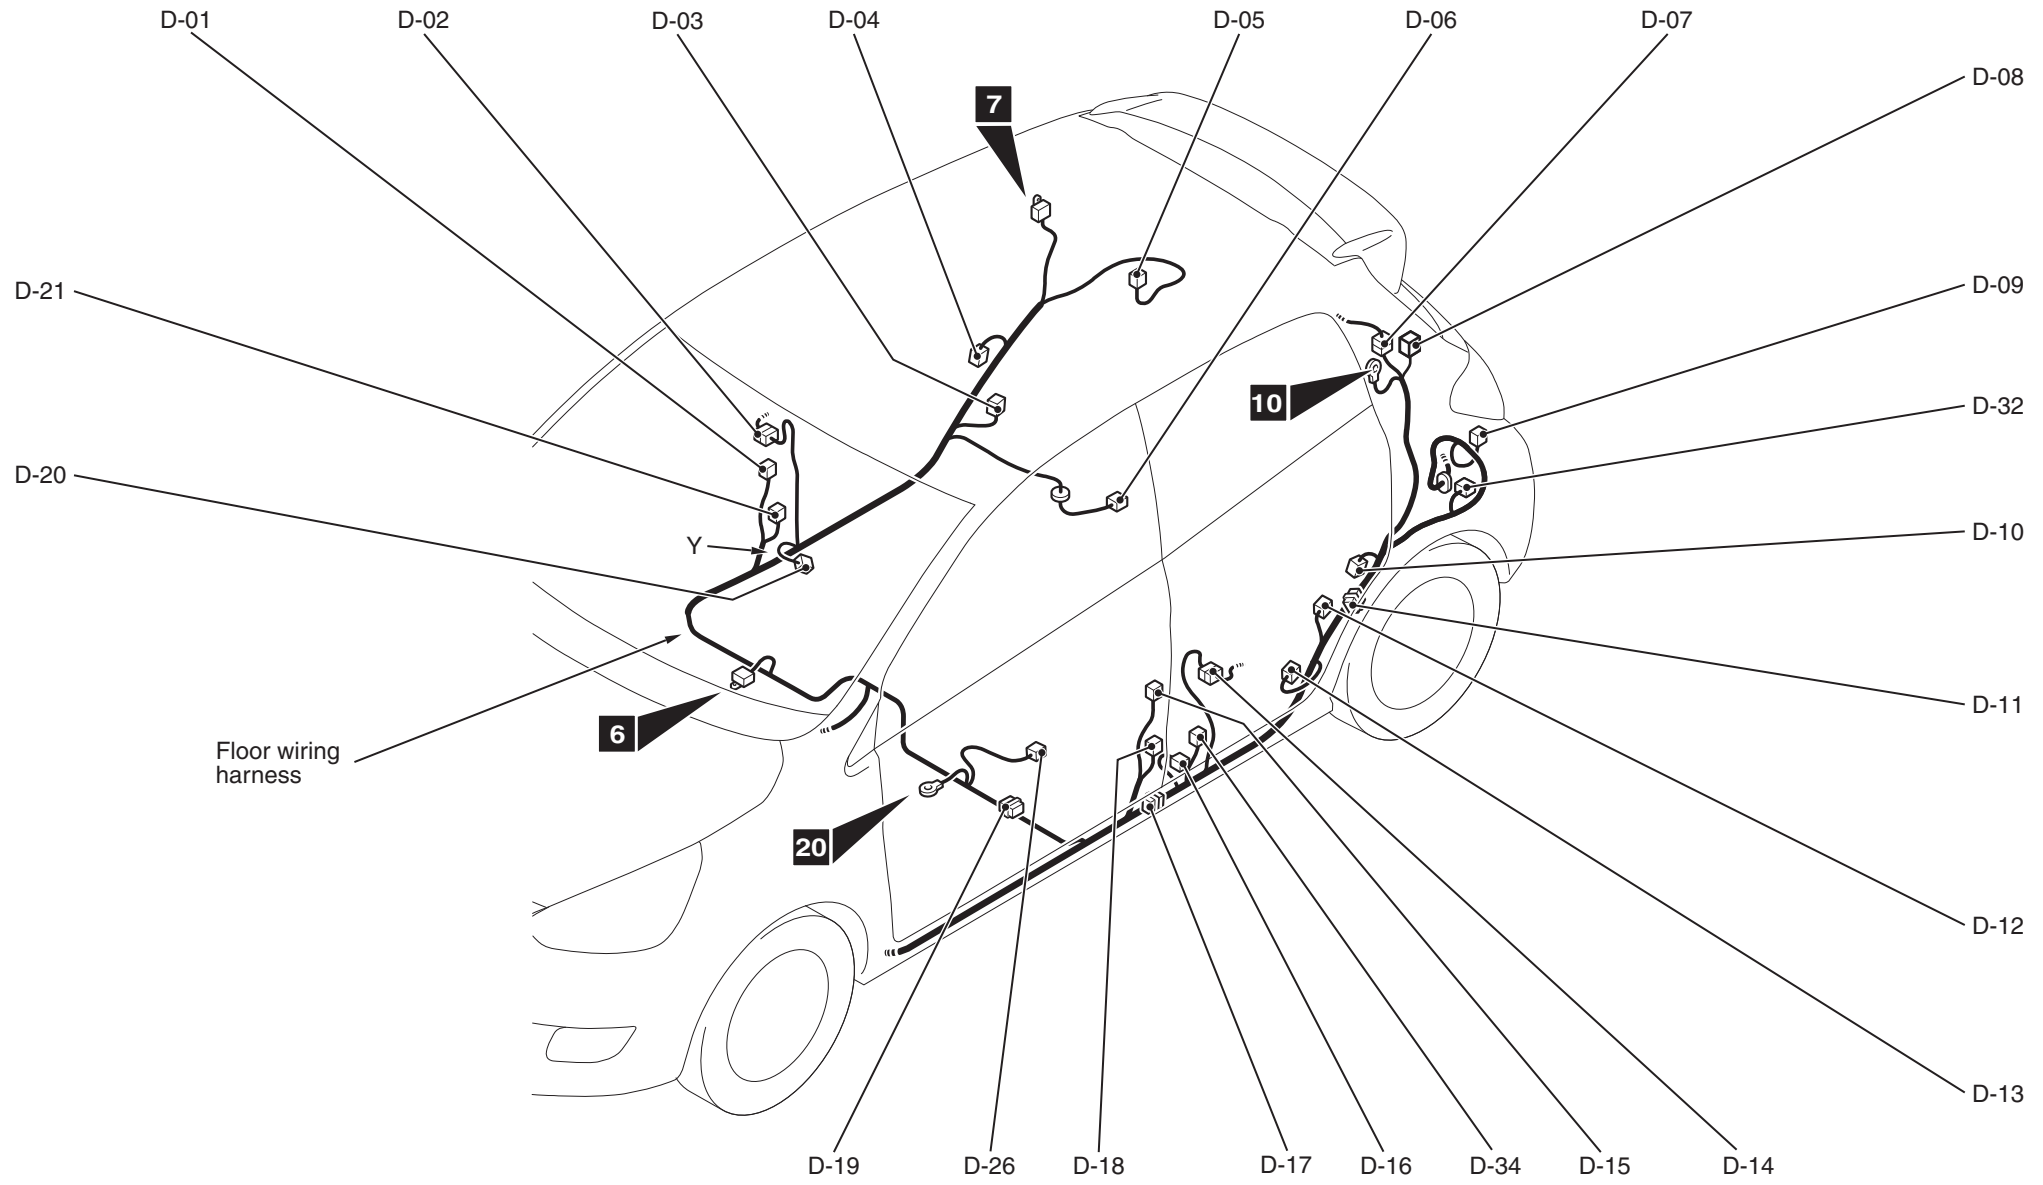 D-01
D-02
D-03
D-04
D-05
D-06
D-07
D-08
7
D-21
D-09
10
D-32
D-20
Y
D-10
D-11
6
Floor wiring
harness
20
D-12
D-13
D-19
D-26
D-18
D-17
D-16
D-34
D-15
D-14